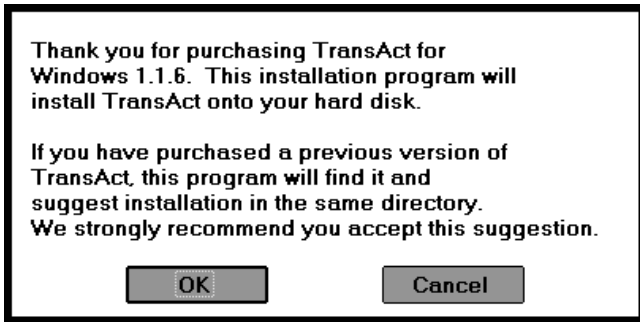 Thank you for purchasing TransAct for
Windows 1.1.6.  This installation program will
install TransAct onto your hard disk.
If you have purchased a previous version of
TransAct, this program will find it and
suggest installation in the same directory.
We strongly recommend you accept this suggestion.
OK Cancel